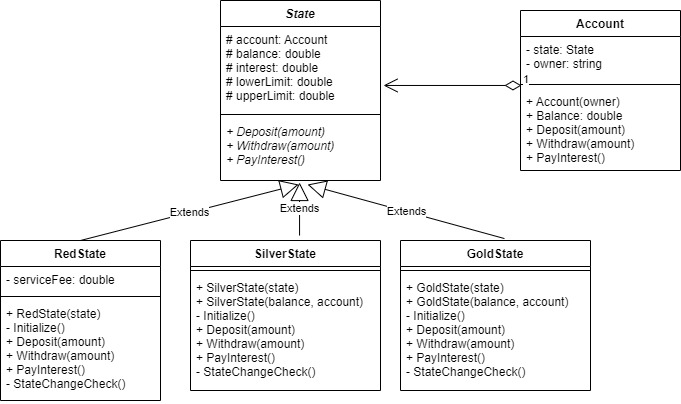 State
# account: Account
# balance: double
# interest: double
# lowerLimit: double
# upperLimit: double
+ Deposit(amount)
+ Withdraw(amount)
+ PayInterest()
Account
- state: State
- owner: string
1
+ Account(owner)
+ Balance: double
+ Deposit(amount)
+ Withdraw(amount)
+ PayInterest()
Extends
Extends
Extends
RedState
- serviceFee: double
+ RedState(state)
- Initialize()
+ Deposit(amount)
+ Withdraw(amount)
+ PayInterest()
- StateChangeCheck()
SilverState
+ SilverState(state)
+ SilverState(balance, account)
- Initialize()
+ Deposit(amount)
+ Withdraw(amount)
+ PayInterest()
- StateChangeCheck()
GoldState
+ GoldState(state)
+ GoldState(balance, account)
- Initialize()
+ Deposit(amount)
+ Withdraw(amount)
+ PayInterest()
- StateChangeCheck()